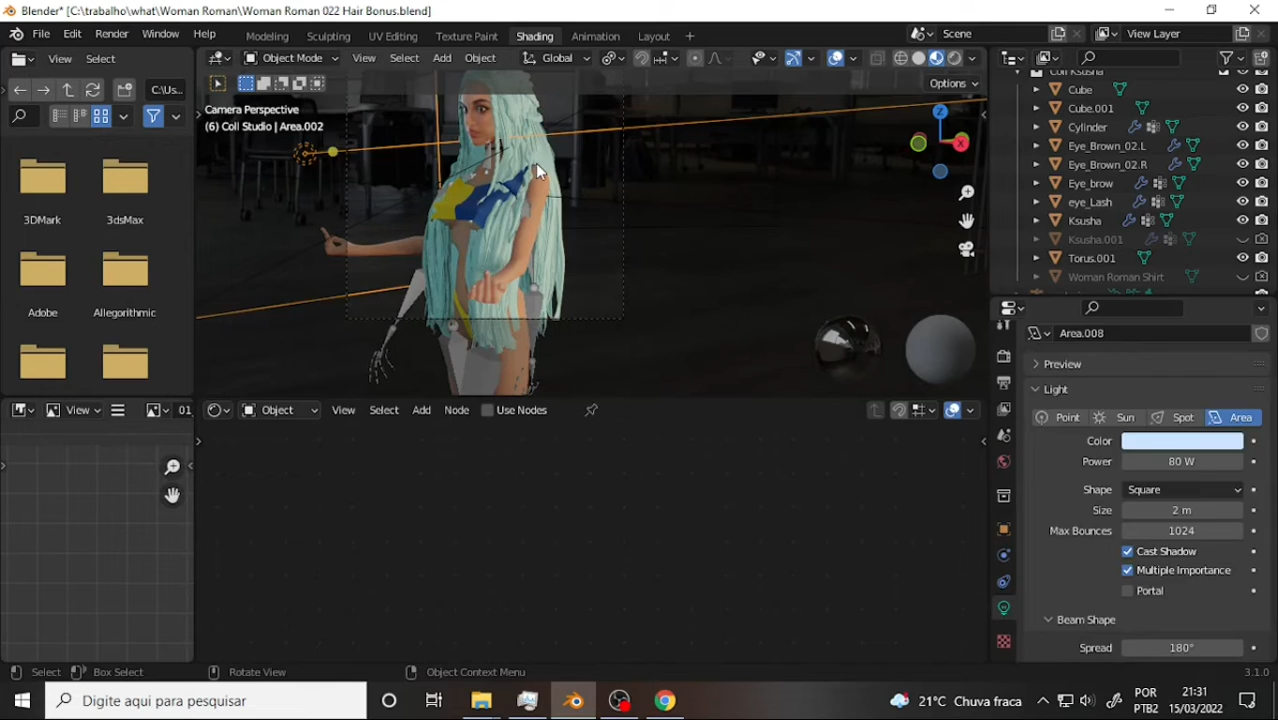 Blender* [C:\trabalho\what\Woman Roman\Woman Roman 022 Hair Bonus.blend]
File Edit Render Window Help Modeling Sculpting UV Editing Texture Paint Shading Animation Layout Scene View Layer
View Select Object Mode View Select Add Object Global
C:\Us... Options
Camera Perspective
(6) Coll Studio | Area.002
3DMark 3dsMax
Adobe Allegorithmic
Z
X
Coll Ksusha
Cube
Cube.001
Cylinder
Eye_Brown_02.L
Eye_Brown_02.R
Eye_brow
eye_Lash
Ksusha
Ksusha.001
Torus.001
Woman Roman Shirt
Area.008
Preview
Light
Point Sun Spot Area
Color
Power 80 W
Shape Square
Size 2 m
Max Bounces 1024
Cast Shadow
Multiple Importance
Portal
Beam Shape
Spread 180°
View 01 Object View Select Add Node Use Nodes
Select Box Select Rotate View Object Context Menu 3.1.0
Digite aqui para pesquisar 21°C Chuva fraca
POR
PTB2
21:31
15/03/2022